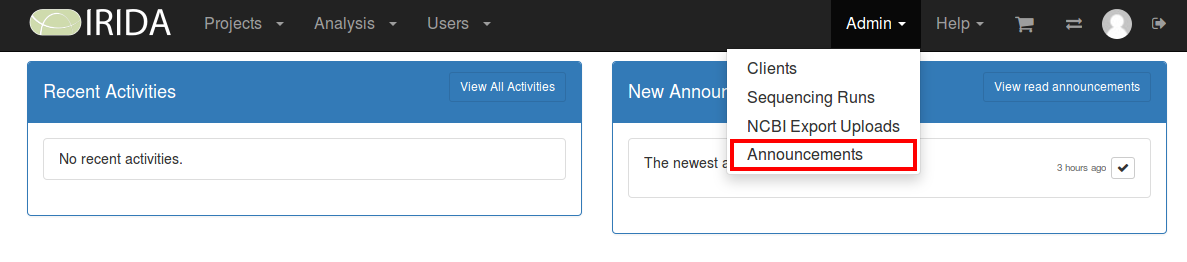 IRIDA Projects Analysis Users Admin Help
Recent Activities View All Activities
No recent activities.
New Annou View read announcements
The newest 3 hours ago
Clients
Sequencing Runs
NCBI Export Uploads
Announcements